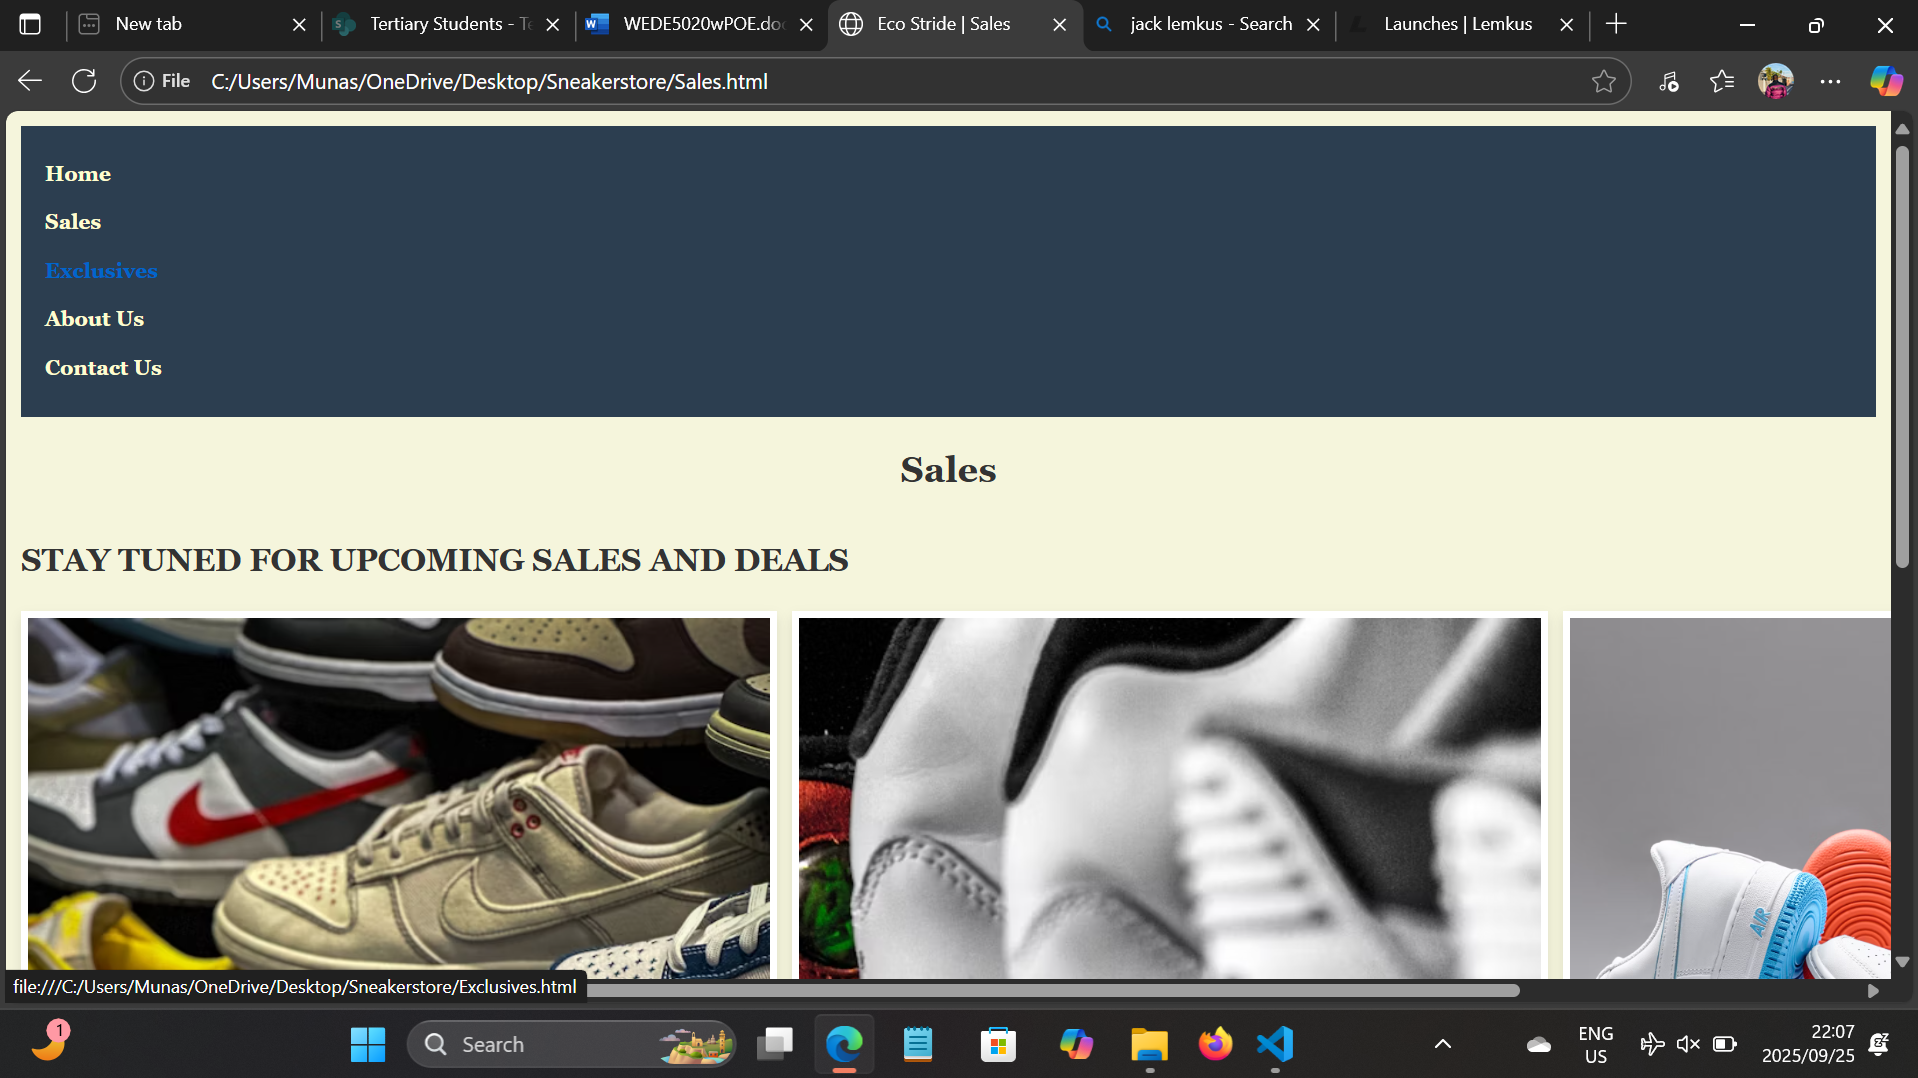 New tab
Tertiary Students - Te
WEDE5020wPOE.doc
Eco Stride | Sales
jack lemkus - Search
Launches | Lemkus
File
C:/Users/Munas/OneDrive/Desktop/Sneakerstore/Sales.html
Home
Sales
Exclusives
About Us
Contact Us
Sales
STAY TUNED FOR UPCOMING SALES AND DEALS
AIR
file:///C:/Users/Munas/OneDrive/Desktop/Sneakerstore/Exclusives.html
1
Search
ENG
US
22:07
2025/09/25